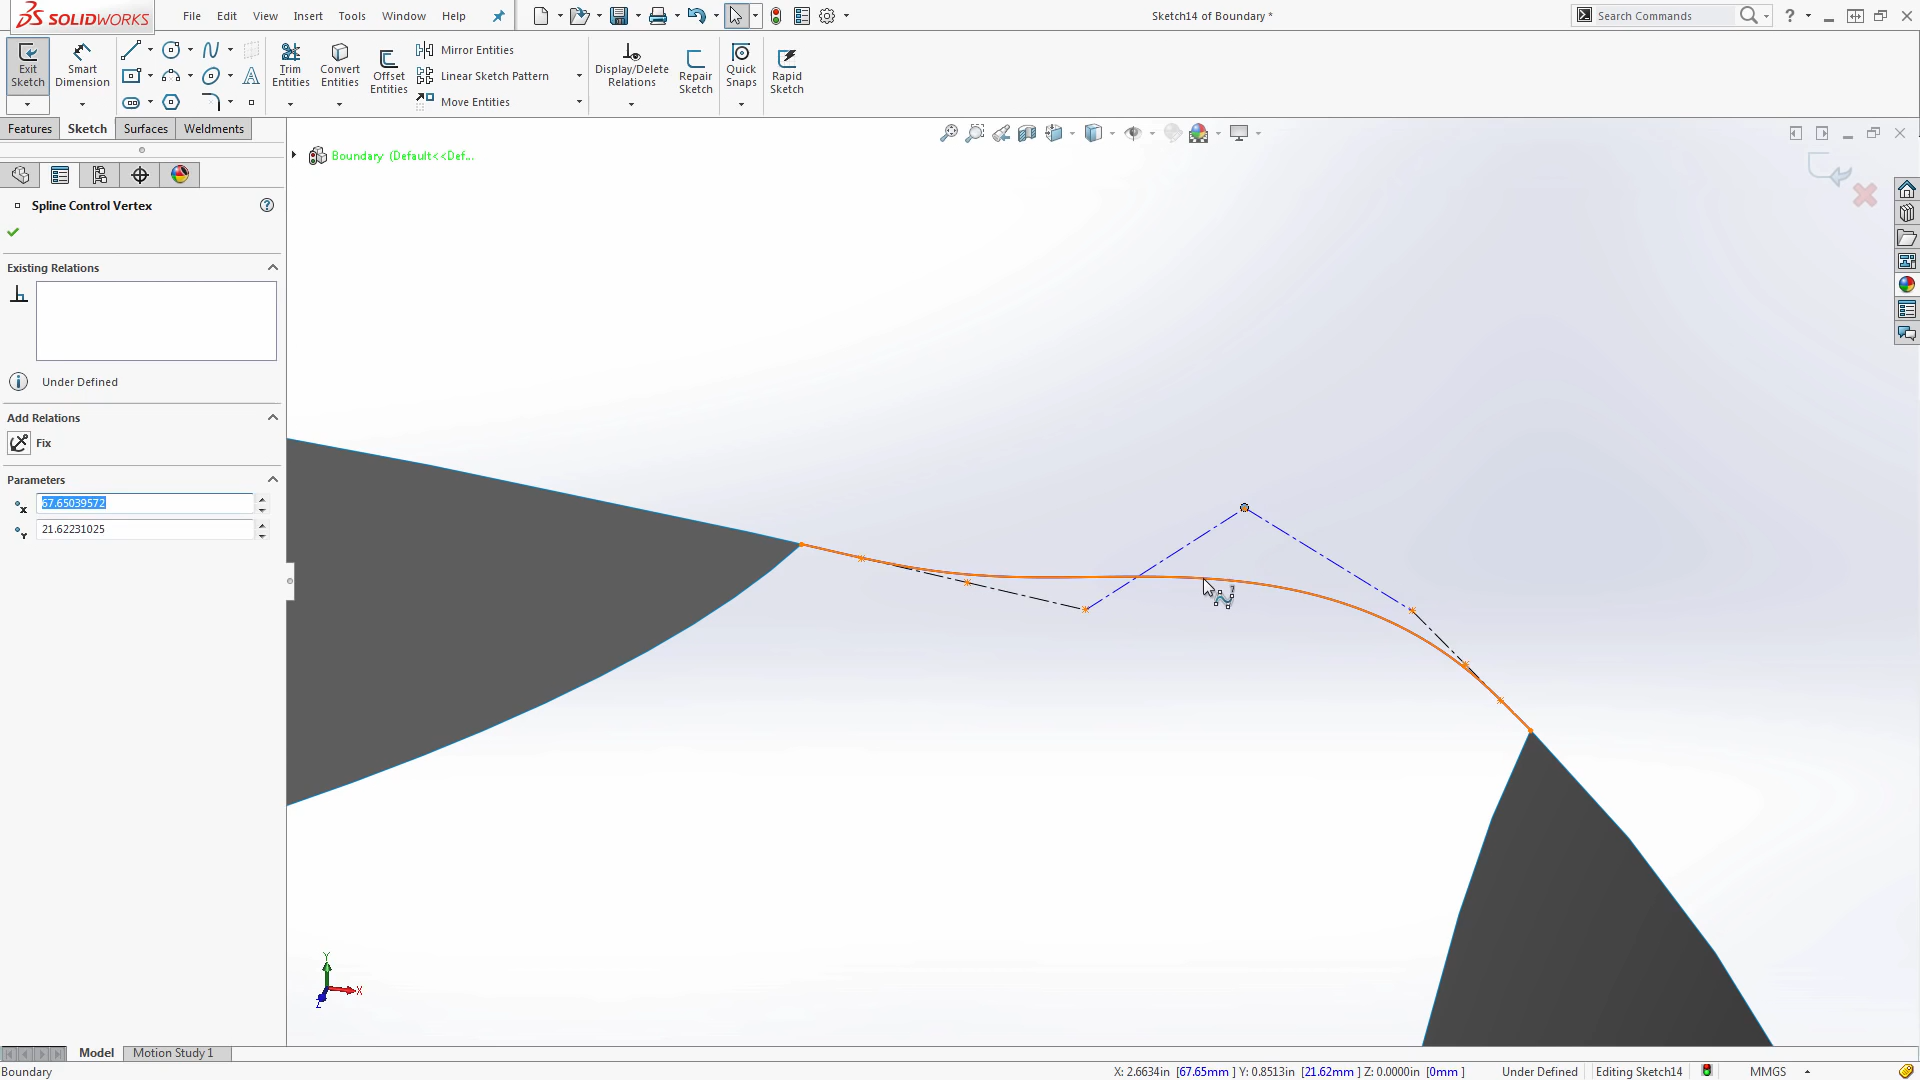 SOLIDWORKS
File Edit View Insert Tools Window Help
Sketch14 of Boundary *
Search Commands
Exit Sketch
Smart Dimension
Trim Entities
Convert Entities
Offset Entities
Mirror Entities
Linear Sketch Pattern
Move Entities
Display/Delete Relations
Repair Sketch
Quick Snaps
Rapid Sketch
Features Sketch Surfaces Weldments
Boundary (Default<<Def...
Spline Control Vertex
Existing Relations
Under Defined
Add Relations
Fix
Parameters
X 67.65039572
Y 21.62231025
Y
X
Z
Model Motion Study 1
Boundary
X: 2.6634in [67.65mm ] Y: 0.8513in [21.62mm ] Z: 0.0000in [0mm ]
Under Defined
Editing Sketch14
MMGS